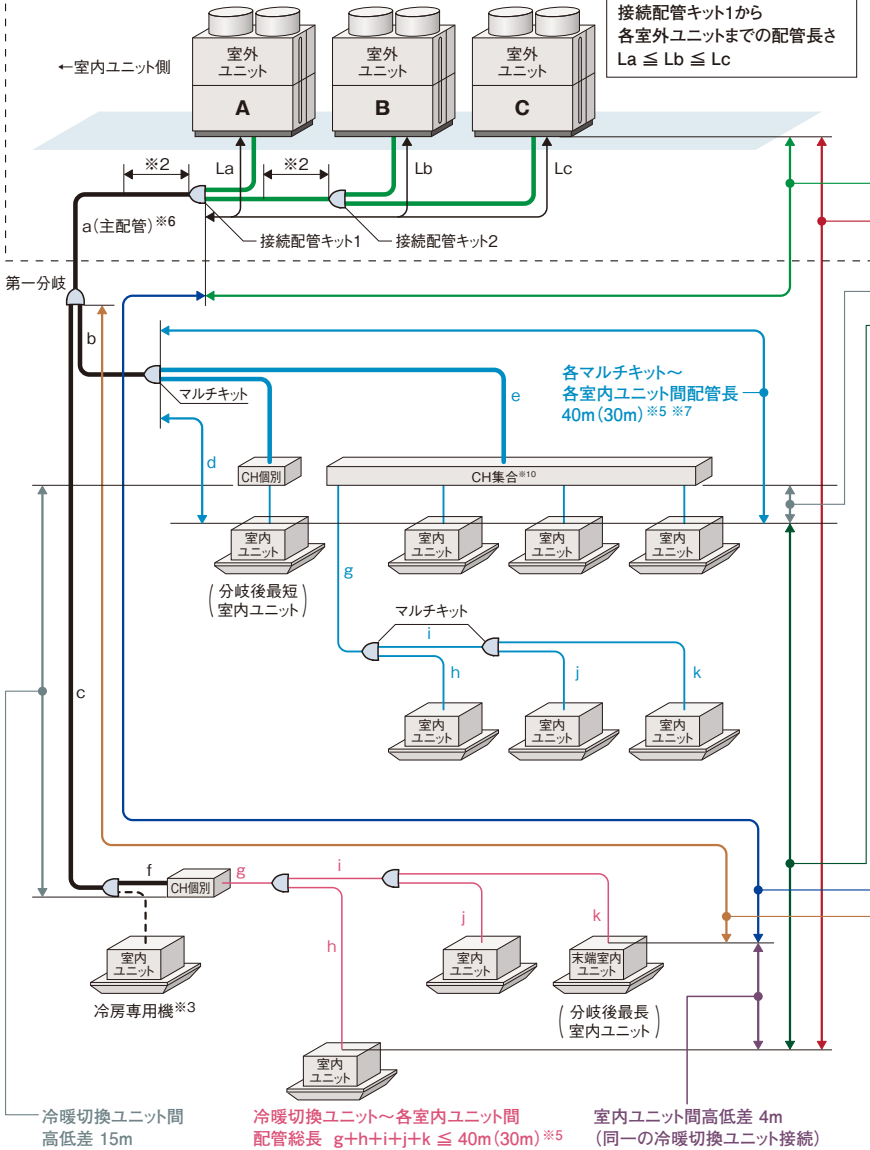 接続配管キット1から
各室外ユニットまでの配管長さ
La ≦ Lb ≦ Lc
←室内ユニット側
室外
ユニット
A
室外
ユニット
B
室外
ユニット
C
※2
La
※2
Lb
Lc
a(主配管)※6
接続配管キット1
接続配管キット2
第一分岐
b
マルチキット
e
各マルチキット～
各室内ユニット間配管長
40m(30m)※5 ※7
d
CH個別
CH集合※10
室内
ユニット
室内
ユニット
室内
ユニット
室内
ユニット
(分岐後最短
室内ユニット)
g
マルチキット
i
h
j
k
c
室内
ユニット
室内
ユニット
室内
ユニット
f
CH個別
g
i
h
j
k
室内
ユニット
冷房専用機※3
室内
ユニット
末端室内
ユニット
(分岐後最長
室内ユニット)
室内
ユニット
冷暖切換ユニット間
高低差 15m
冷暖切換ユニット～各室内ユニット間
配管総長 g+h+i+j+k ≦ 40m(30m)※5
室内ユニット間高低差 4m
(同一の冷暖切換ユニット接続)